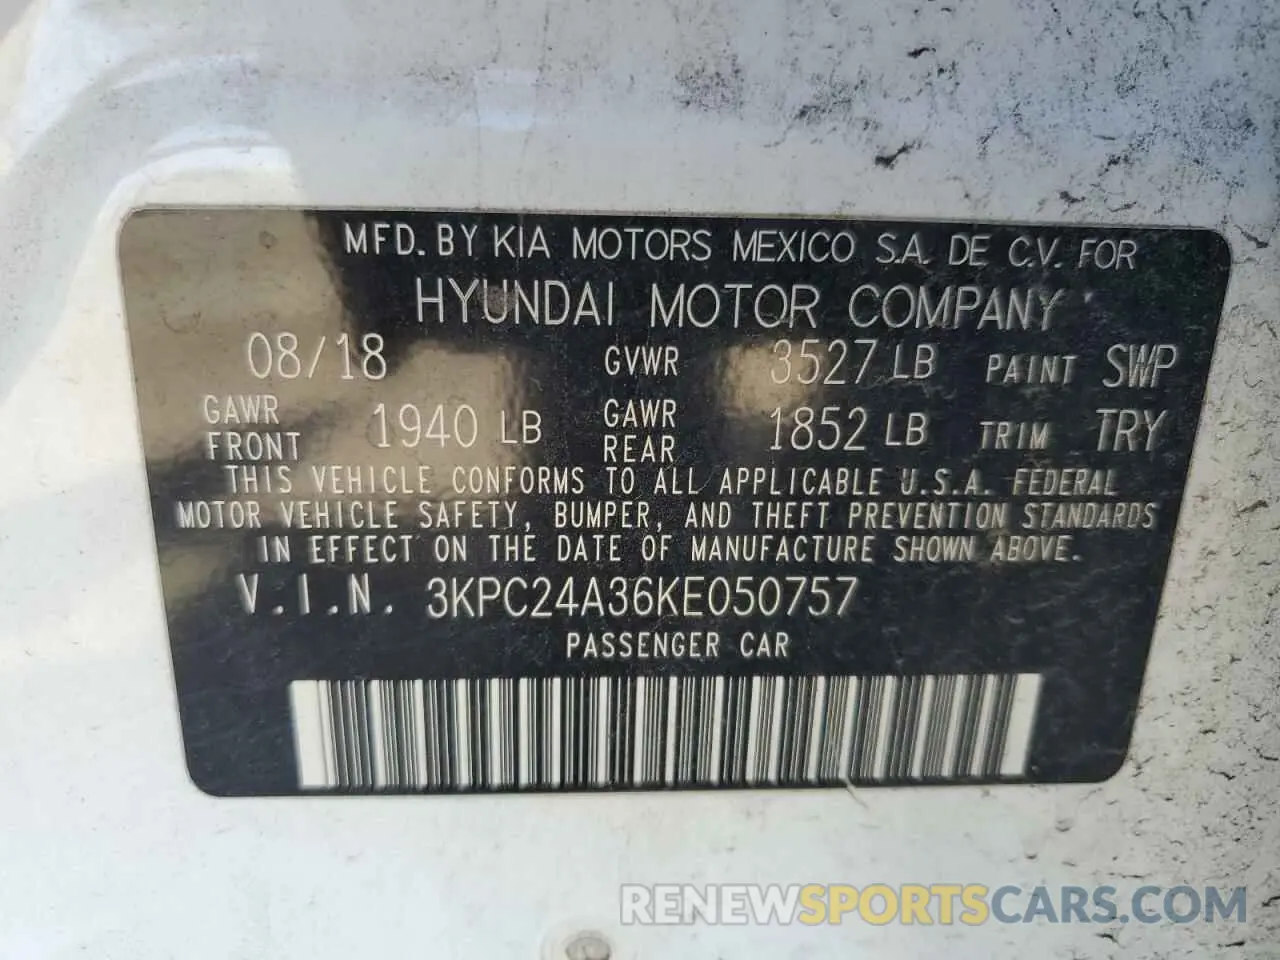 MFD. BY KIA MOTORS MEXICO S.A. DE C.V. FOR
HYUNDAI MOTOR COMPANY
08/18 GVWR 3527 LB PAINT SWP
GAWR FRONT 1940 LB GAWR REAR 1852 LB TRIM TRY
THIS VEHICLE CONFORMS TO ALL APPLICABLE U.S.A. FEDERAL
MOTOR VEHICLE SAFETY, BUMPER, AND THEFT PREVENTION STANDARDS
IN EFFECT ON THE DATE OF MANUFACTURE SHOWN ABOVE.
V.I.N. 3KPC24A36KE050757
PASSENGER CAR
RENEWSPORTSCARS.COM